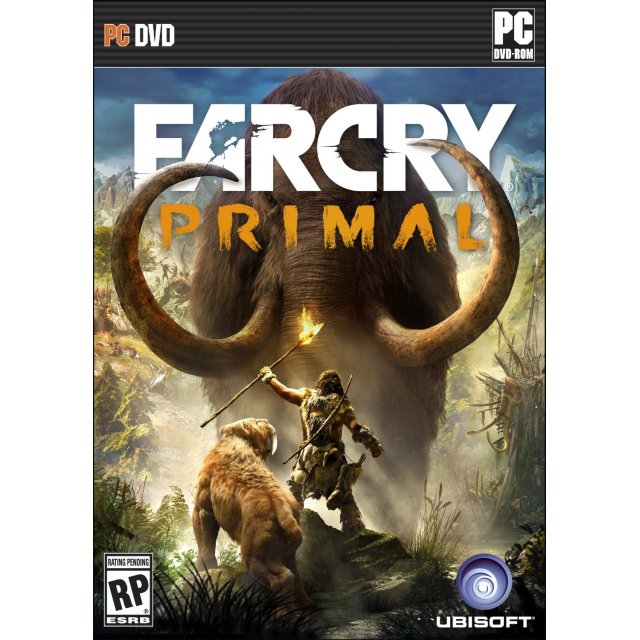 PC DVD
PC
DVD-ROM
FARCRY®
PRIMAL
RATING PENDING
RP®
ESRB
UBISOFT®